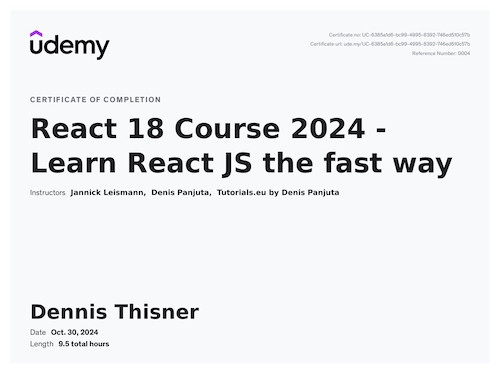 udemy
Certificate no: UC-6385afd6-bc99-4995-8392-746ad5f0c57b
Certificate url: ude.my/UC-6385afd6-bc99-4995-8392-746ad5f0c57b
Reference Number: 0004
CERTIFICATE OF COMPLETION
React 18 Course 2024 -
Learn React JS the fast way
Instructors Jannick Leismann, Denis Panjuta, Tutorials.eu by Denis Panjuta
Dennis Thisner
Date Oct. 30, 2024
Length 9.5 total hours